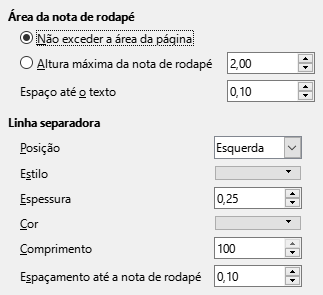 Área da nota de rodapé
Não exceder a área da página
Altura máxima da nota de rodapé 2,00
Espaço até o texto 0,10
Linha separadora
Posição Esquerda
Estilo
Espessura 0,25
Cor
Comprimento 100
Espaçamento até a nota de rodapé 0,10